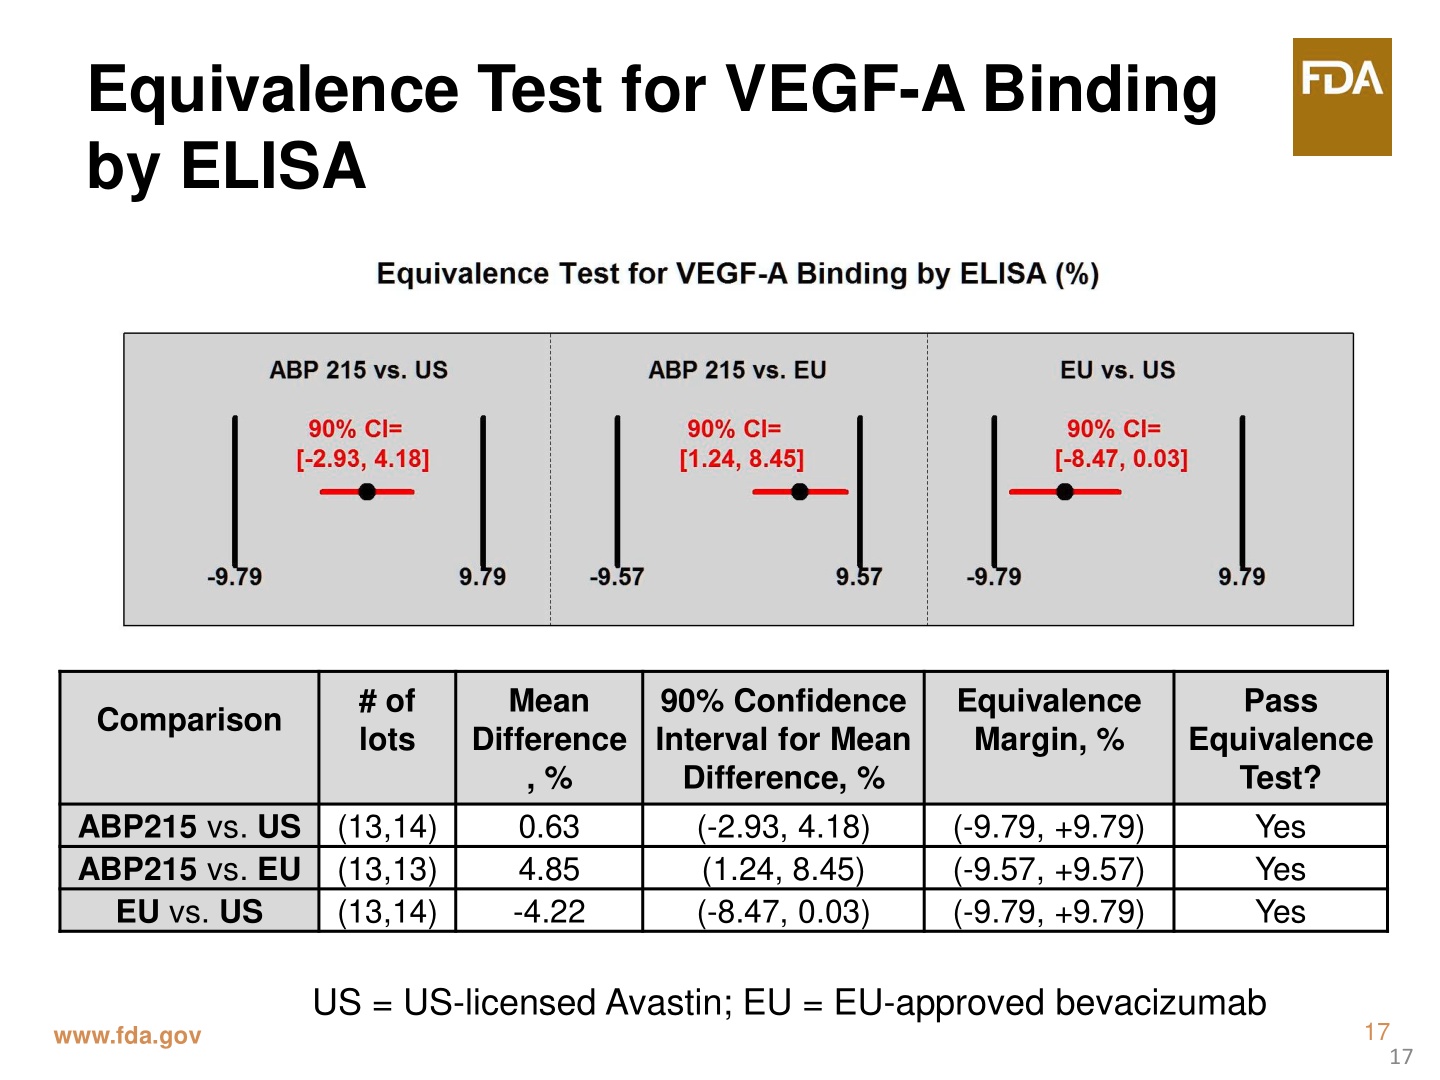 Equivalence Test for VEGF-A Binding
by ELISA
FDA
Equivalence Test for VEGF-A Binding by ELISA (%)
ABP 215 vs. US
90% CI=
[-2.93, 4.18]
-9.79 9.79
ABP 215 vs. EU
90% CI=
[1.24, 8.45]
-9.57 9.57
EU vs. US
90% CI=
[-8.47, 0.03]
-9.79 9.79
Comparison
# of
lots
Mean
Difference
, %
90% Confidence
Interval for Mean
Difference, %
Equivalence
Margin, %
Pass
Equivalence
Test?
ABP215 vs. US (13,14) 0.63 (-2.93, 4.18) (-9.79, +9.79) Yes
ABP215 vs. EU (13,13) 4.85 (1.24, 8.45) (-9.57, +9.57) Yes
EU vs. US (13,14) -4.22 (-8.47, 0.03) (-9.79, +9.79) Yes
US = US-licensed Avastin; EU = EU-approved bevacizumab
www.fda.gov
17
17